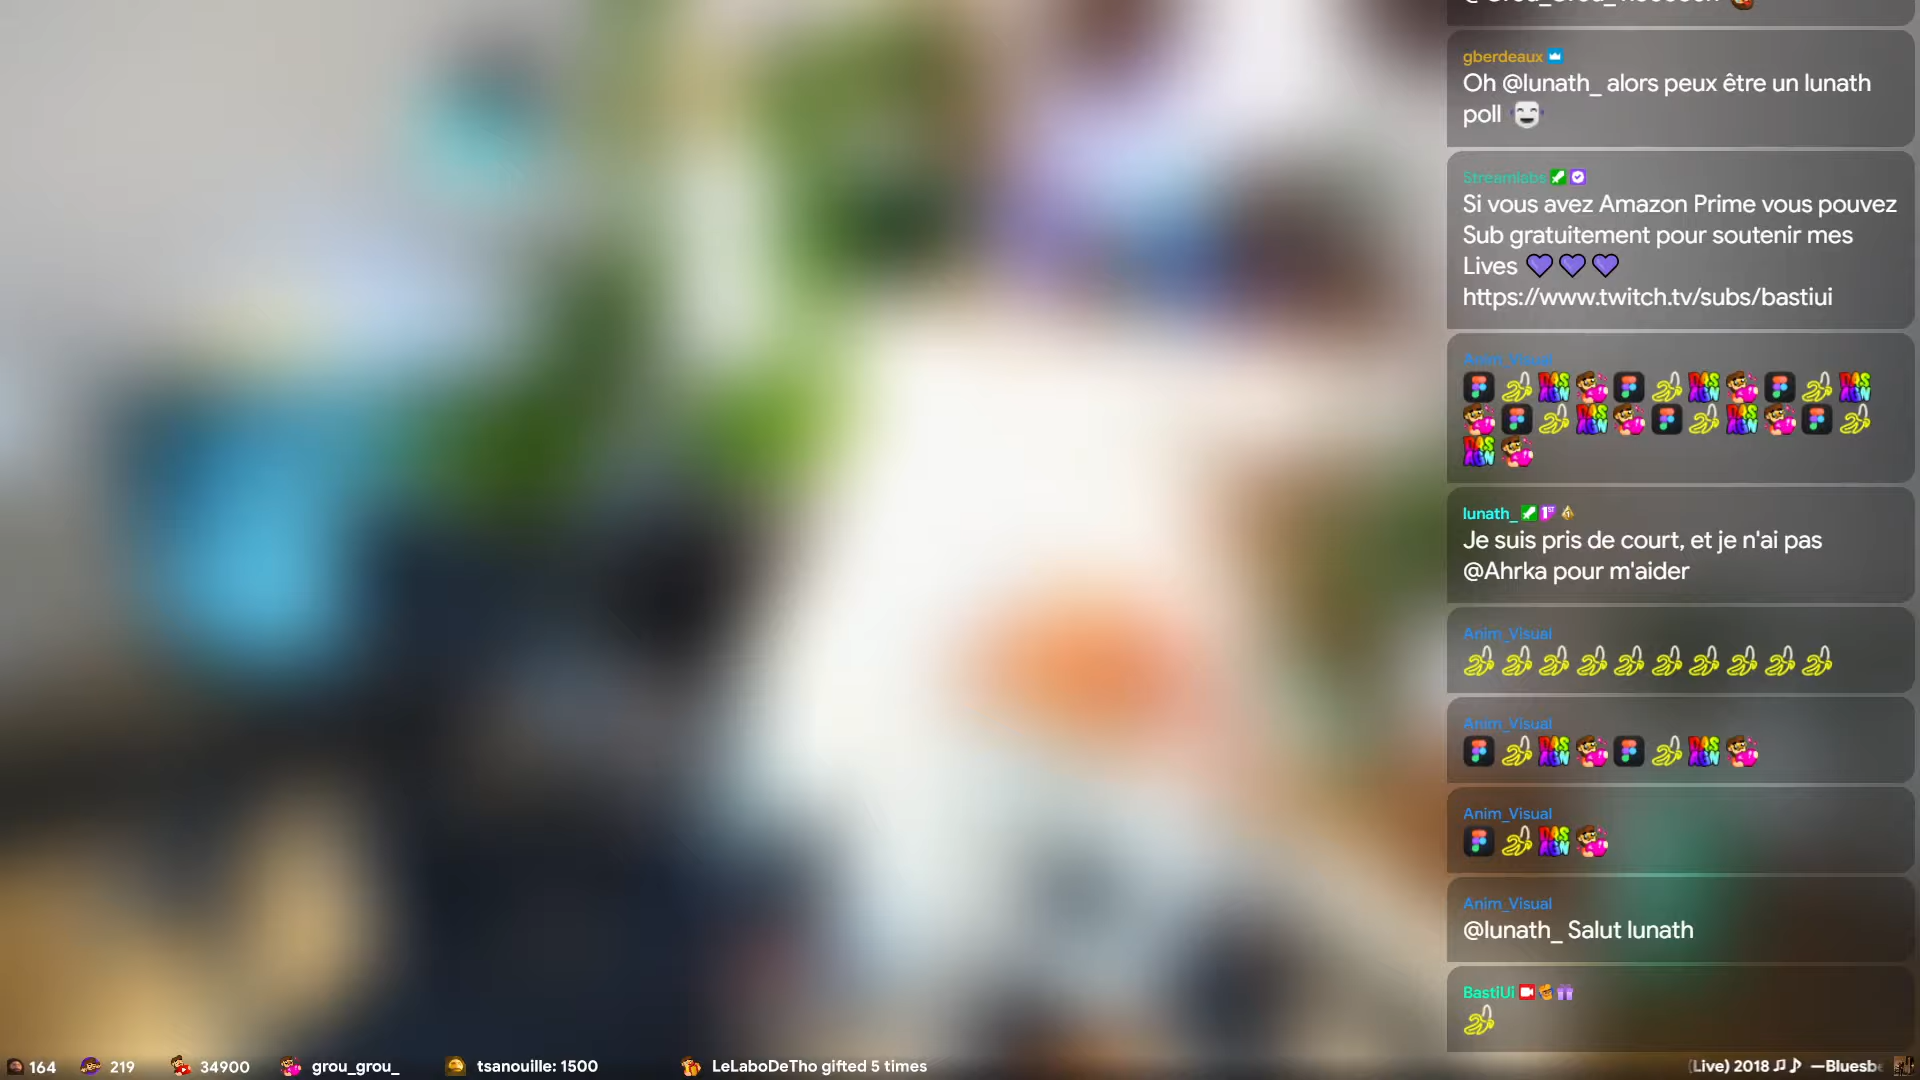 gberdeaux
Oh @lunath_ alors peux être un lunath
poll
Streamlabs
Si vous avez Amazon Prime vous pouvez
Sub gratuitement pour soutenir mes
Lives
https://www.twitch.tv/subs/bastiui
Anim_Visual
lunath_
Je suis pris de court, et je n'ai pas
@Ahrka pour m'aider
Anim_Visual
Anim_Visual
Anim_Visual
Anim_Visual
@lunath_ Salut lunath
BastiUi
164 219 34900 grou_grou_ tsanouille: 1500 LeLaboDeTho gifted 5 times (Live) 2018 ♫ ♪ —Bluesb